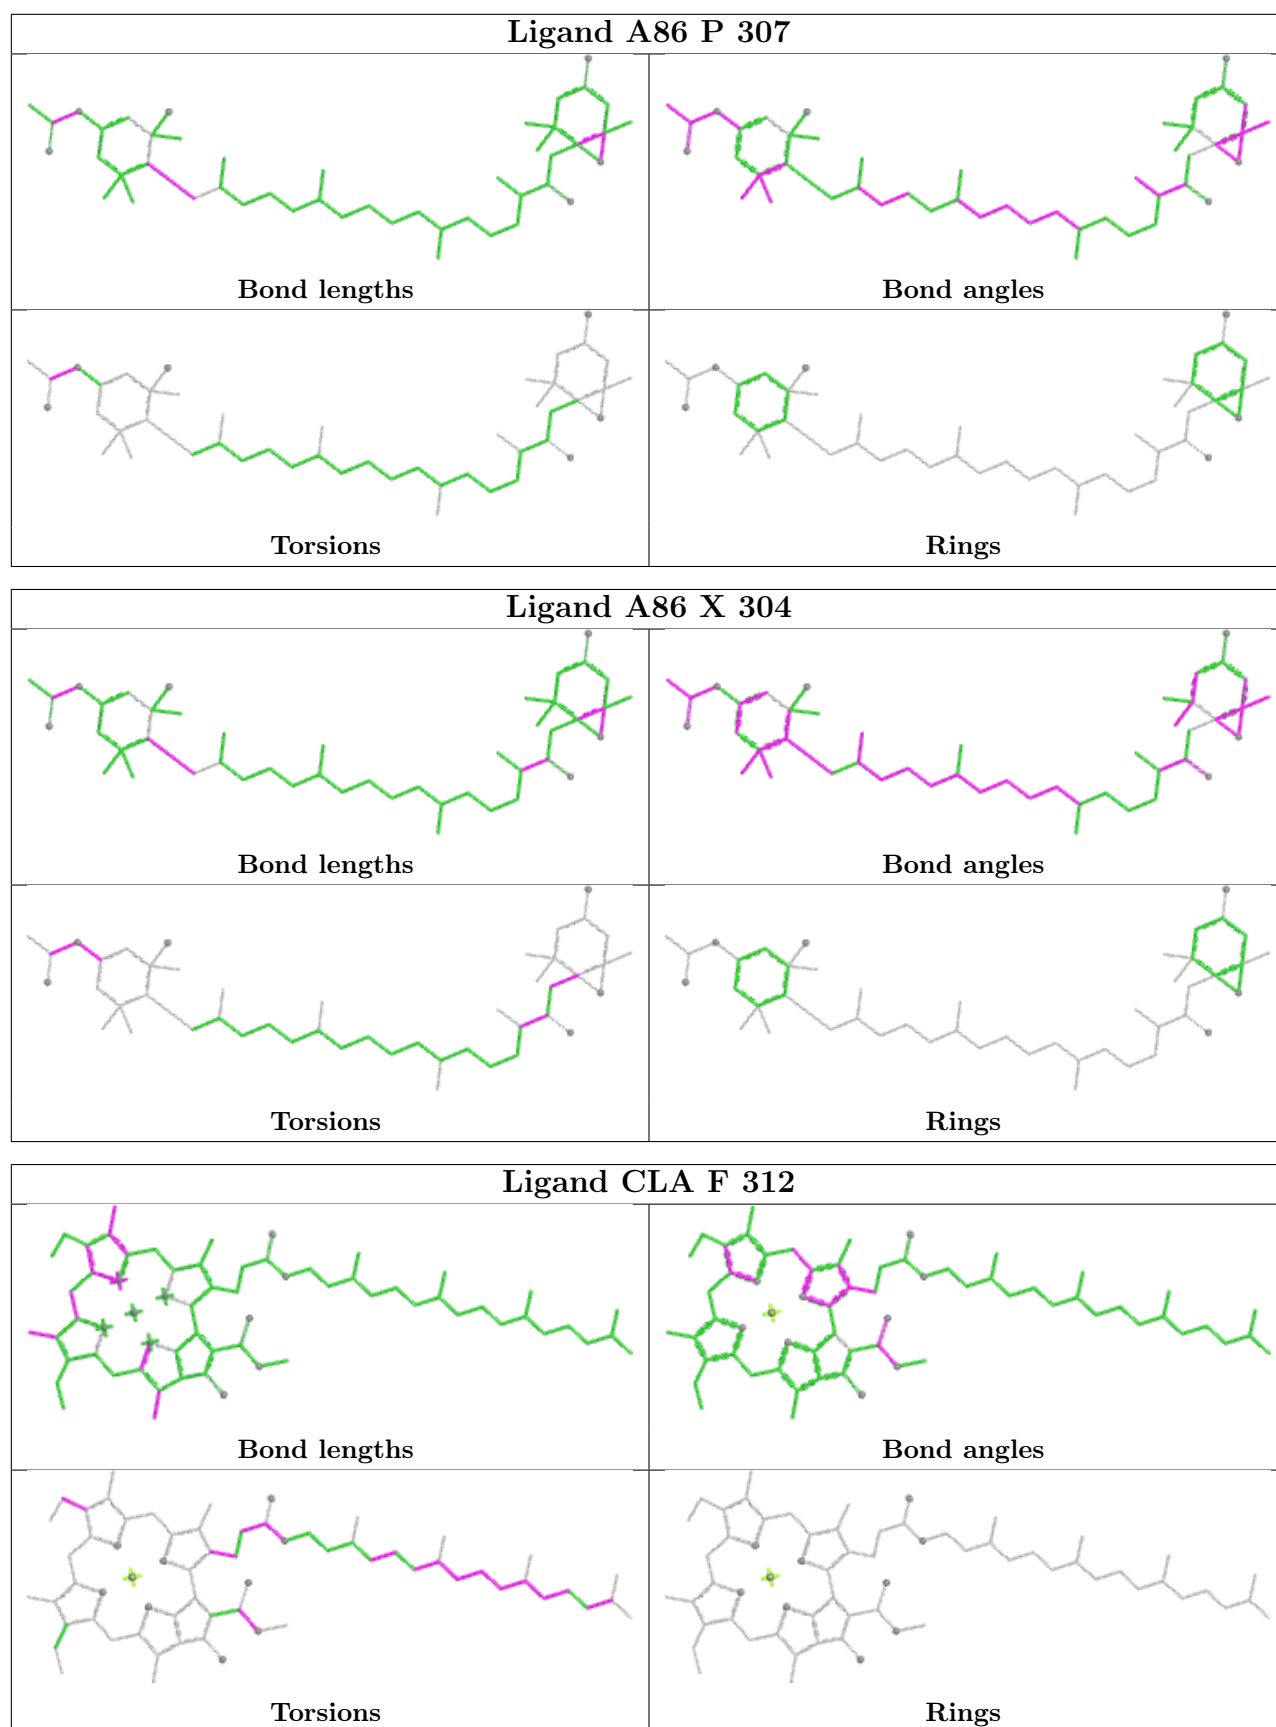 Ligand A86 P 307
Bond lengths
Bond angles
Torsions
Rings
Ligand A86 X 304
Bond lengths
Bond angles
Torsions
Rings
Ligand CLA F 312
Bond lengths
Bond angles
Torsions
Rings